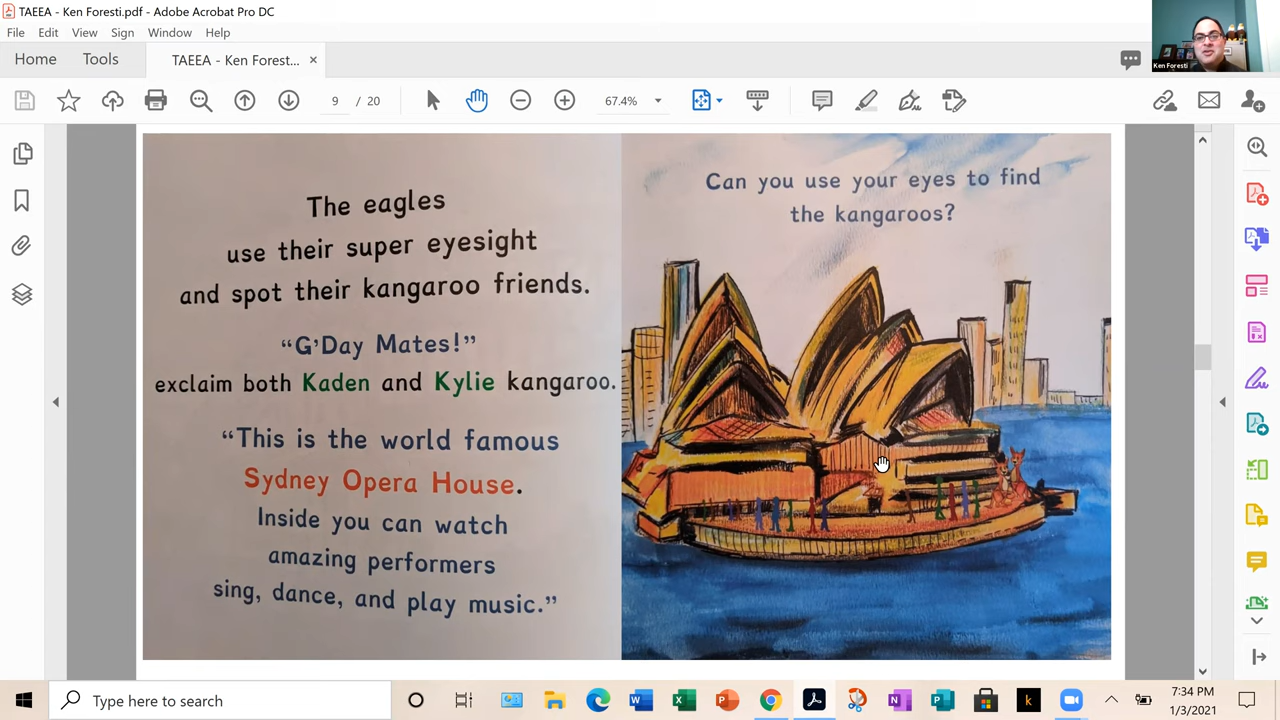 TAEEA - Ken Foresti.pdf - Adobe Acrobat Pro DC
File Edit View Sign Window Help
Home Tools TAEEA - Ken Forest... ×
Ken Foresti
9 / 20 67.4%
The eagles
use their super eyesight
and spot their kangaroo friends.
“G’Day Mates!”
exclaim both Kaden and Kylie kangaroo.
“This is the world famous
Sydney Opera House.
Inside you can watch
amazing performers
sing, dance, and play music.”
Can you use your eyes to find
the kangaroos?
Type here to search
7:34 PM
1/3/2021